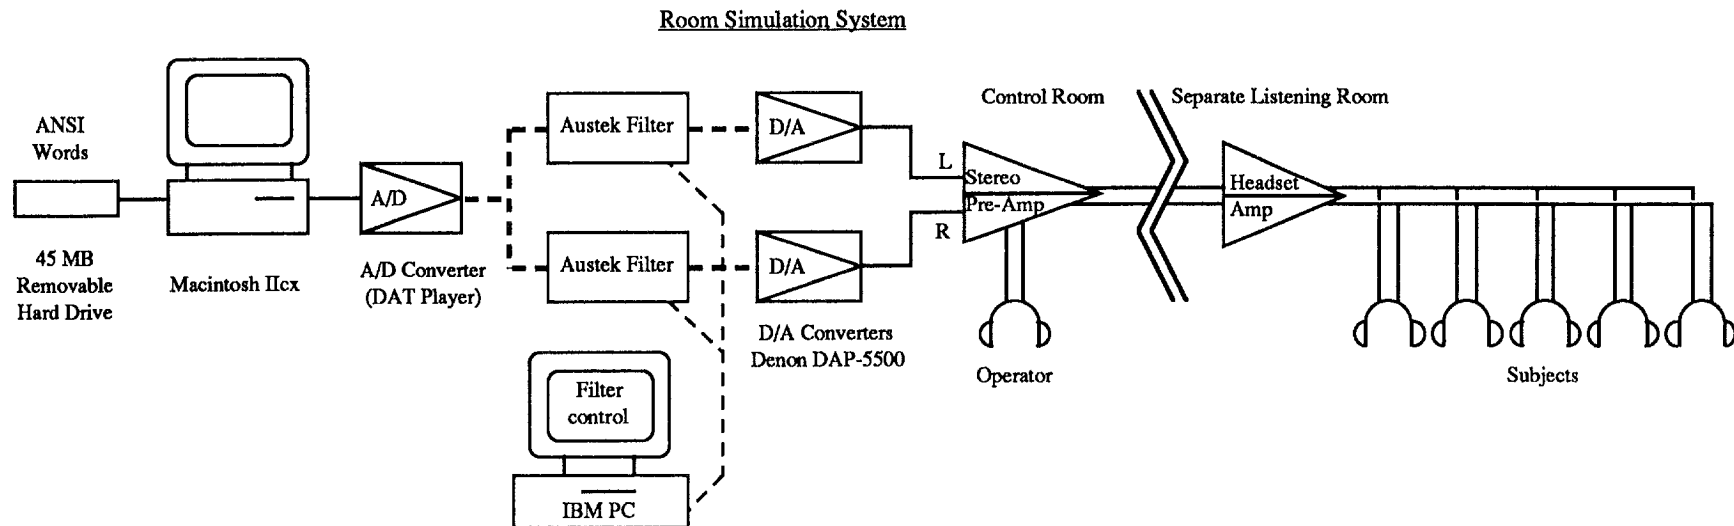 Room Simulation System
ANSI
Words
45 MB
Removable
Hard Drive
Macintosh IIcx
A/D
A/D Converter
(DAT Player)
Austek Filter
Austek Filter
Filter
control
IBM PC
D/A
D/A
D/A Converters
Denon DAP-5500
L
R
Stereo
Pre-Amp
Control Room
Operator
Separate Listening Room
Headset
Amp
Subjects